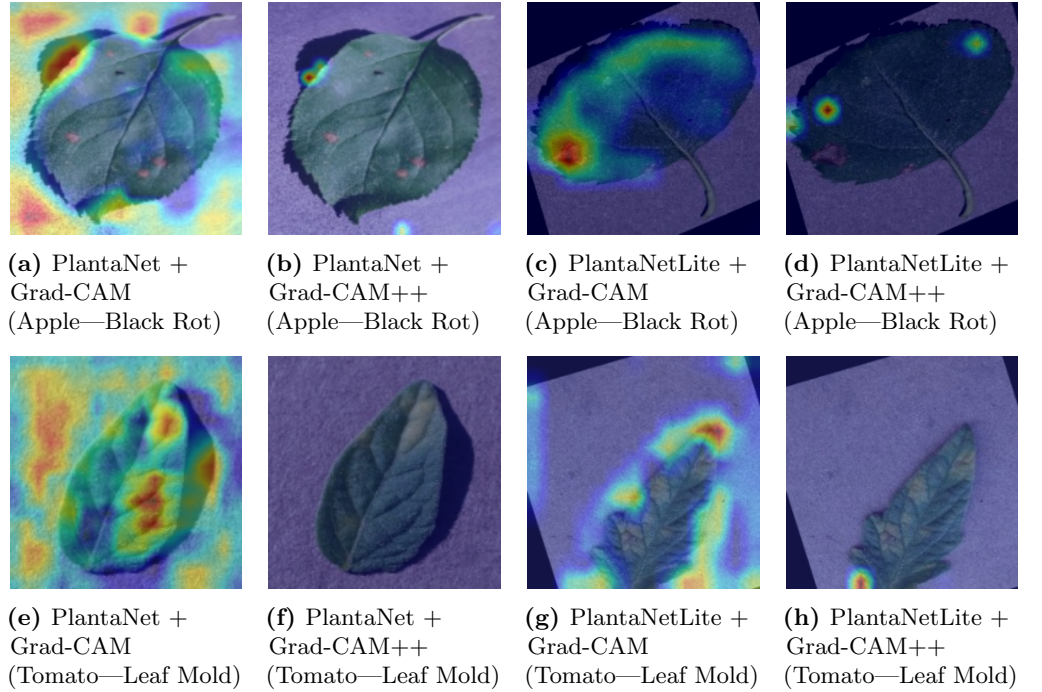 (a) PlantaNet +
Grad-CAM
(Apple—Black Rot)
(b) PlantaNet +
Grad-CAM++
(Apple—Black Rot)
(c) PlantaNetLite +
Grad-CAM
(Apple—Black Rot)
(d) PlantaNetLite +
Grad-CAM++
(Apple—Black Rot)
(e) PlantaNet +
Grad-CAM
(Tomato—Leaf Mold)
(f) PlantaNet +
Grad-CAM++
(Tomato—Leaf Mold)
(g) PlantaNetLite +
Grad-CAM
(Tomato—Leaf Mold)
(h) PlantaNetLite +
Grad-CAM++
(Tomato—Leaf Mold)